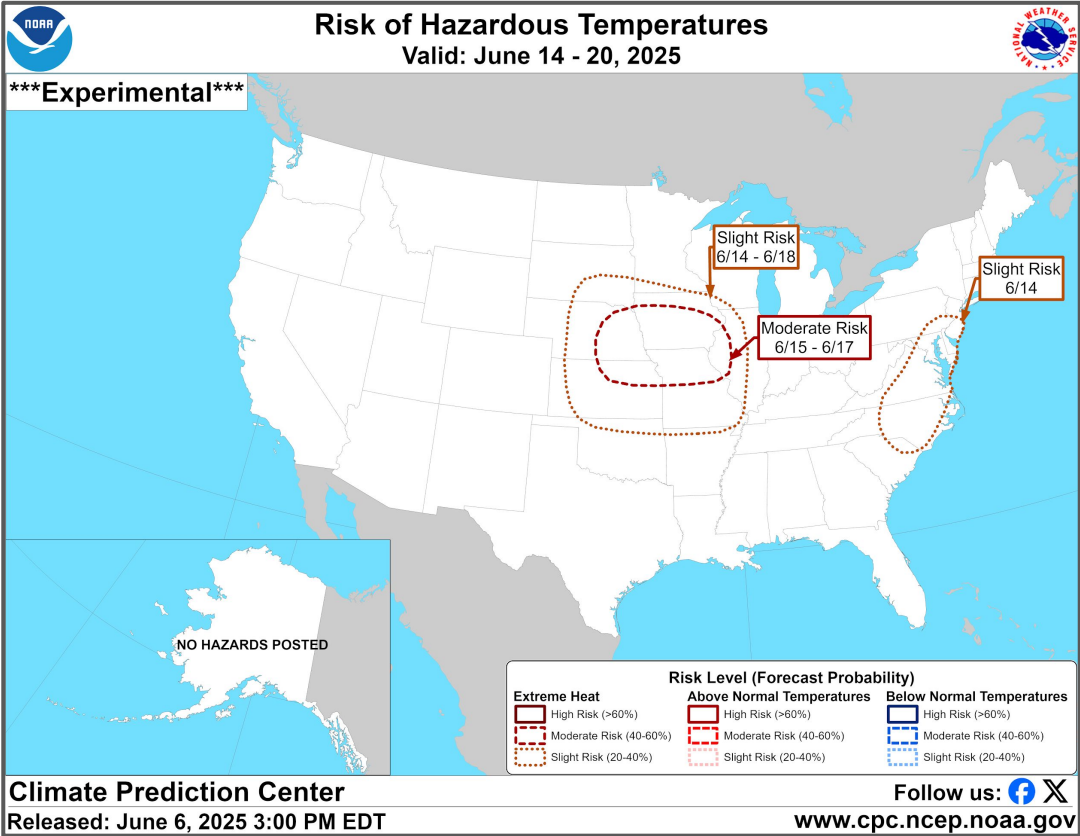 NOAA
Risk of Hazardous Temperatures
Valid: June 14 - 20, 2025
NATIONAL WEATHER SERVICE
***Experimental***
Slight Risk
6/14 - 6/18
Slight Risk
6/14
Moderate Risk
6/15 - 6/17
NO HAZARDS POSTED
Risk Level (Forecast Probability)
Extreme Heat
High Risk (>60%)
Moderate Risk (40-60%)
Slight Risk (20-40%)
Above Normal Temperatures
High Risk (>60%)
Moderate Risk (40-60%)
Slight Risk (20-40%)
Below Normal Temperatures
High Risk (>60%)
Moderate Risk (40-60%)
Slight Risk (20-40%)
Climate Prediction Center
Follow us:
Released: June 6, 2025 3:00 PM EDT
www.cpc.ncep.noaa.gov